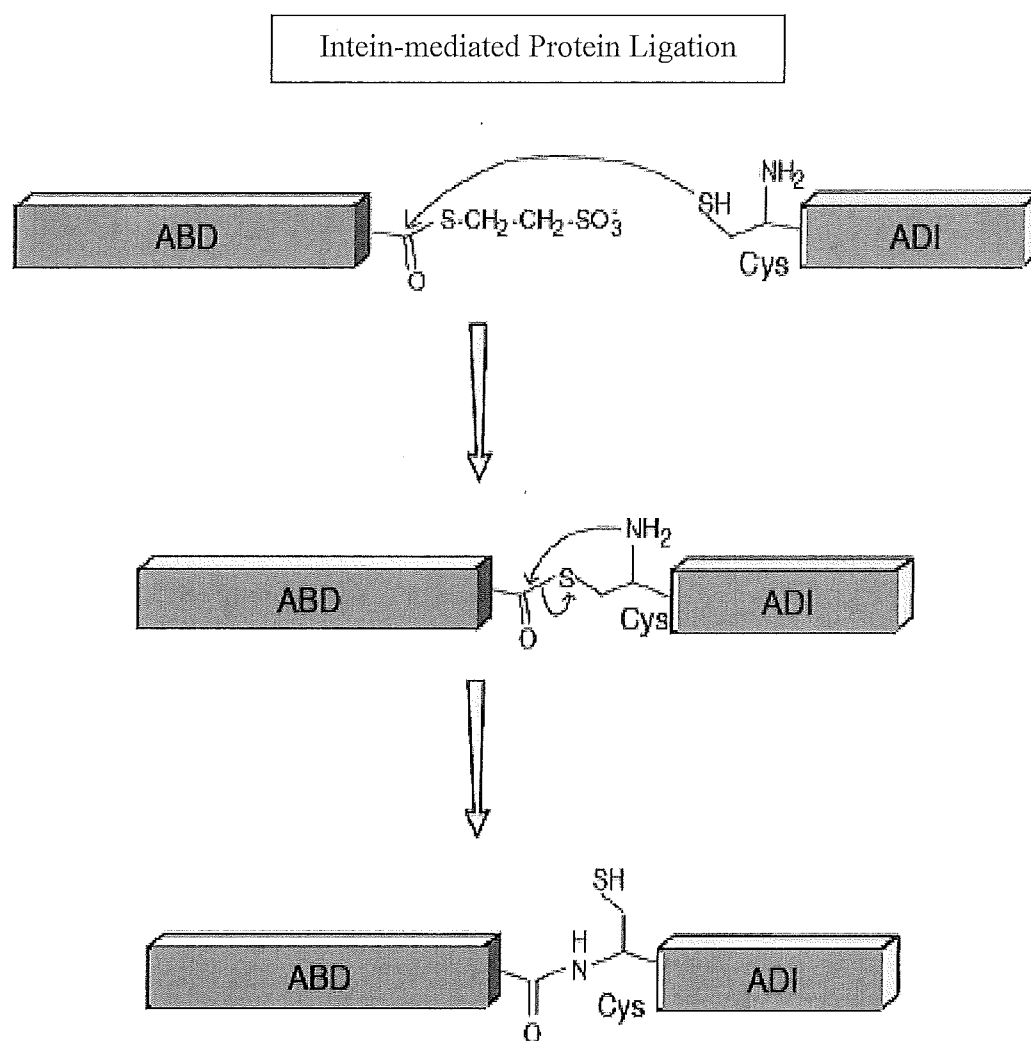 Intein-mediated Protein Ligation
NH₂
SH
ABD
S-CH₂-CH₂-SO₃⁻
ADI
Cys
O
NH₂
ABD
S
ADI
Cys
O
SH
H
ABD
N
ADI
Cys
O